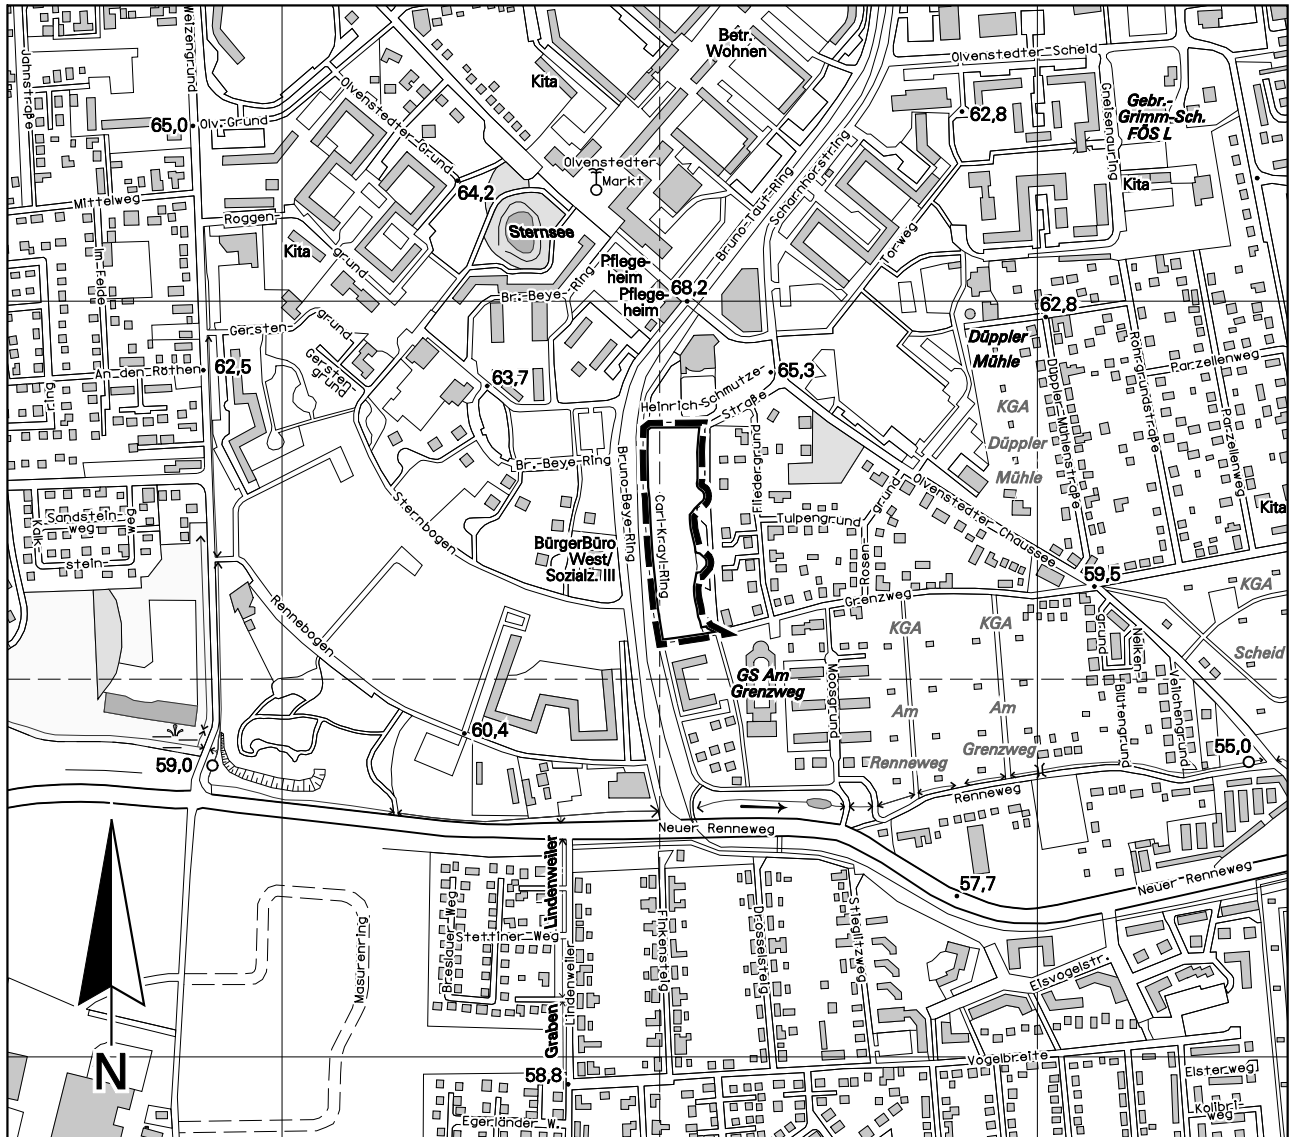 Weizengrund
Jahnstraße
Betr.
Wohnen
Olvenstedter-Scheid
Kita
Olvenstedter-Grund
Gneisenauring
Gebr.-
Grimm-Sch.
FÖS L
62,8
65,0
Olv.-Grund
Scharnhorstring
Bruno-Taut-Ring
Olvenstedter
Markt
Kita
64,2
Mittelweg
Roggen-
grund
Kita
Sternsee
Torweg
Im-Felde
Pflege-
heim
Pflege-
heim
68,2
Br.-Beye-Ring
62,8
Gersten-
grund
Düppler
Mühle
Röhrgrundstraße
Parzellenweg
Gersten-
grund
An-den-Röthen
62,5
65,3
63,7
Heinrich-Schmutze-
Straße
KGA
Düppler
Mühle
Düppler-Mühlenstraße
Parzellenweg
Fliedergrund
Bruno-Beye-Ring
Br.-Beye-Ring
Sternbogen
Carl-Krayl-Ring
Olvenstedter-Chaussee
Kita
Sandstein-
weg
Kalk-
stein-
weg
Tulpengrund
Rosengrund
BürgerBüro
West/
Sozialz. III
59,5
KGA
Grenzweg
Rennebogen
KGA
KGA
Scheid
Nelken-
grund
GS Am
Grenzweg
Moosgrund
Blütengrund
Veilchengrund
Am
Am
60,4
Renneweg
Grenzweg
55,0
59,0
Renneweg
Neuer Renneweg
Lindenweiler
57,7
Neuer-Renneweg
Breslauer-Weg
Stettiner-Weg
Masurenring
Lindenweiler
Finkensteig
Drosselsteig
Stieglitzweg
Eisvogelstr.
Graben
N
58,8
Vogelbreite
Elsterweg
Egerländer W.
Kolibri-
weg